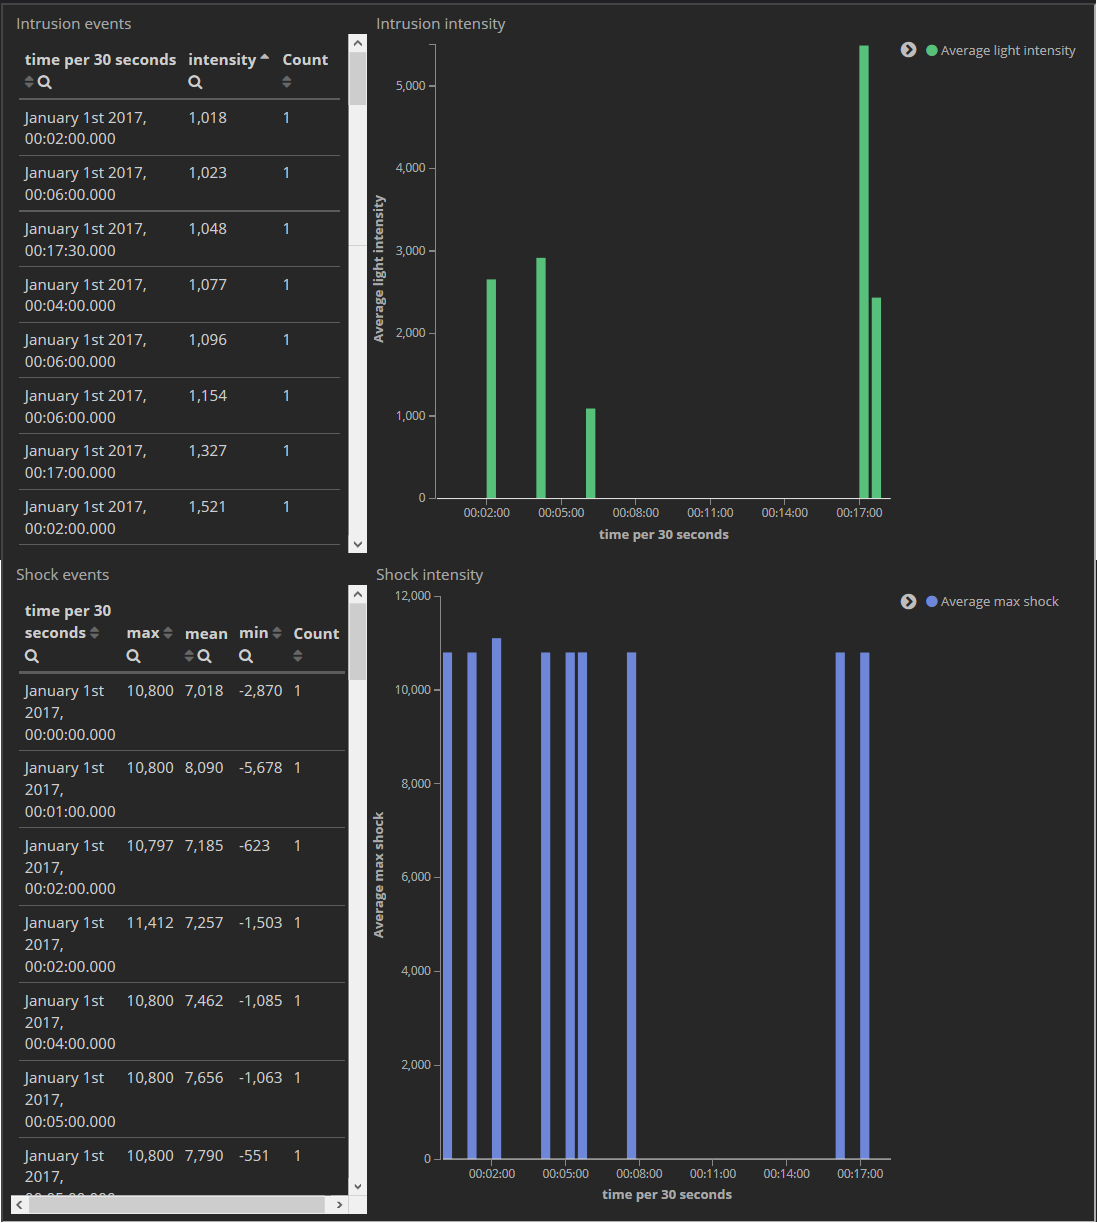 Intrusion events
time per 30 seconds intensity Count
January 1st 2017, 1,018 1
00:02:00.000
January 1st 2017, 1,023 1
00:06:00.000
January 1st 2017, 1,048 1
00:17:30.000
January 1st 2017, 1,077 1
00:04:00.000
January 1st 2017, 1,096 1
00:06:00.000
January 1st 2017, 1,154 1
00:06:00.000
January 1st 2017, 1,327 1
00:17:00.000
January 1st 2017, 1,521 1
00:02:00.000
Intrusion intensity
Average light intensity
5,000
4,000
3,000
2,000
1,000
0
Average light intensity
00:02:00 00:05:00 00:08:00 00:11:00 00:14:00 00:17:00
time per 30 seconds
Shock events
time per 30
seconds max mean min Count
January 1st 10,800 7,018 -2,870 1
2017,
00:00:00.000
January 1st 10,800 8,090 -5,678 1
2017,
00:01:00.000
January 1st 10,797 7,185 -623 1
2017,
00:02:00.000
January 1st 11,412 7,257 -1,503 1
2017,
00:02:00.000
January 1st 10,800 7,462 -1,085 1
2017,
00:04:00.000
January 1st 10,800 7,656 -1,063 1
2017,
00:05:00.000
January 1st 10,800 7,790 -551 1
2017,
Shock intensity
Average max shock
12,000
10,000
8,000
6,000
4,000
2,000
0
Average max shock
00:02:00 00:05:00 00:08:00 00:11:00 00:14:00 00:17:00
time per 30 seconds